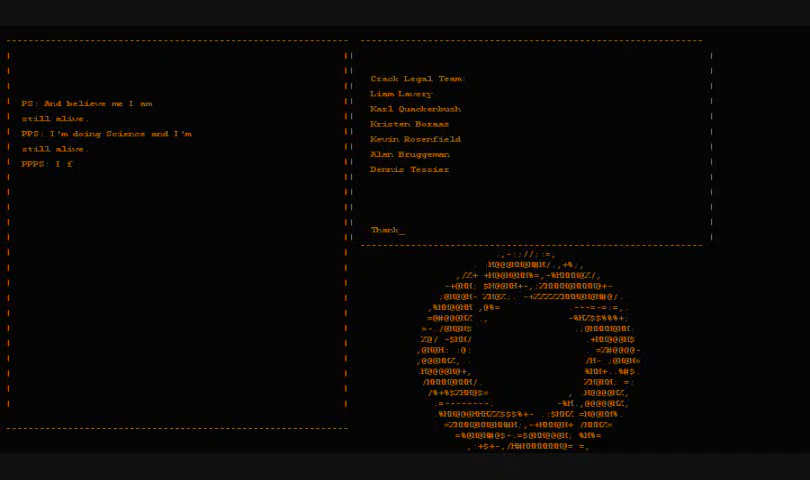 PS: And believe me I am
still alive.
PPS: I'm doing Science and I'm
still alive.
PPPS: I f
Crack Legal Team:
Liam Lavery
Karl Quackenbush
Kristen Boraas
Kevin Rosenfield
Alan Bruggeman
Dennis Tessier
Thank_